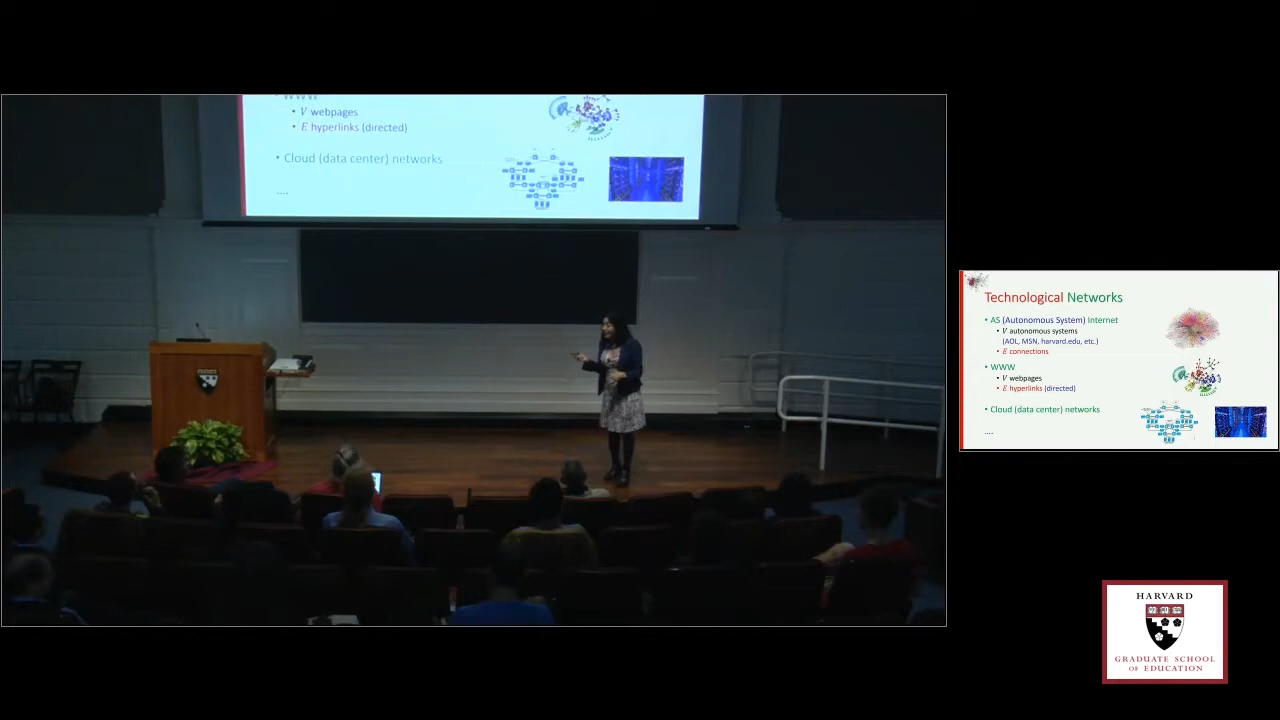 • V webpages
• E hyperlinks (directed)
• Cloud (data center) networks
....
Technological Networks
• AS (Autonomous System) Internet
• V autonomous systems
(AOL, MSN, harvard.edu, etc.)
• E connections
• WWW
• V webpages
• E hyperlinks (directed)
• Cloud (data center) networks
....
HARVARD
GRADUATE SCHOOL
OF EDUCATION